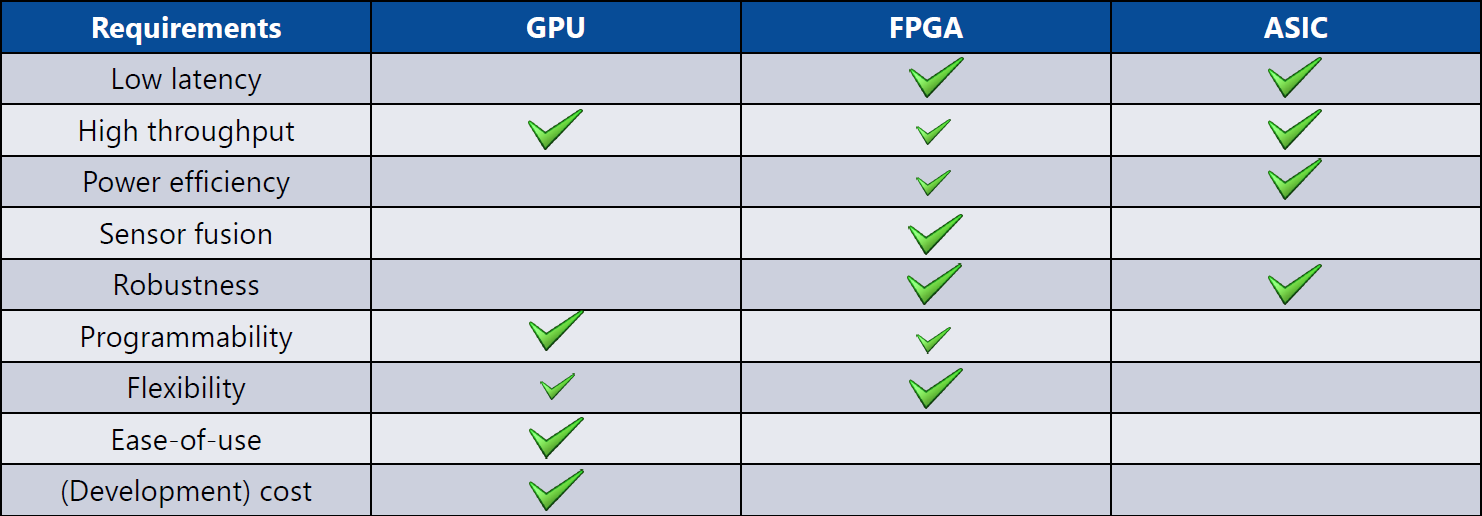 Requirements GPU FPGA ASIC
Low latency
High throughput
Power efficiency
Sensor fusion
Robustness
Programmability
Flexibility
Ease-of-use
(Development) cost